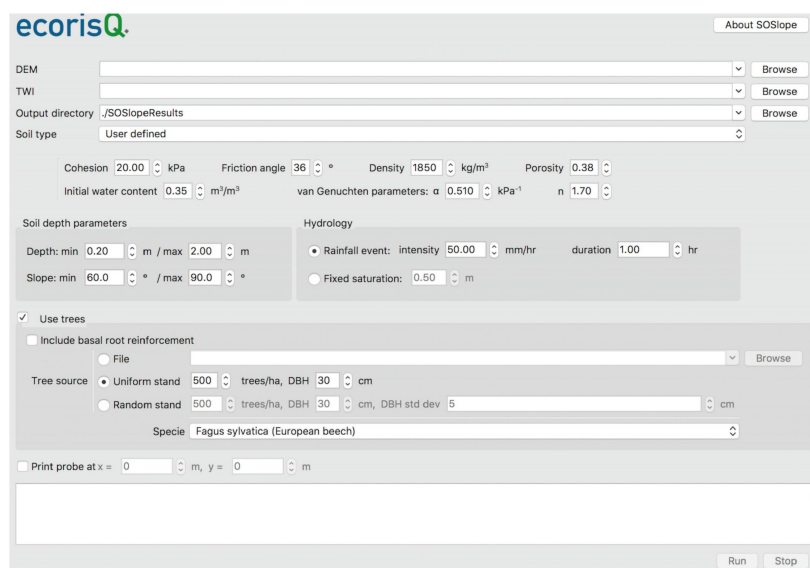 ecorisQ.
About SOSlope
DEM Browse
TWI Browse
Output directory ./SOSlopeResults Browse
Soil type User defined
Cohesion 20.00 kPa Friction angle 36 ° Density 1850 kg/m³ Porosity 0.38
Initial water content 0.35 m³/m³ van Genuchten parameters: α 0.510 kPa⁻¹ n 1.70
Soil depth parameters
Depth: min 0.20 m / max 2.00 m
Slope: min 60.0 ° / max 90.0 °
Hydrology
Rainfall event: intensity 50.00 mm/hr duration 1.00 hr
Fixed saturation: 0.50 m
Use trees
Include basal root reinforcement
File Browse
Tree source Uniform stand 500 trees/ha, DBH 30 cm
Random stand 500 trees/ha, DBH 30 cm, DBH std dev 5 cm
Specie Fagus sylvatica (European beech)
Print probe at x = 0 m, y = 0 m
Run Stop